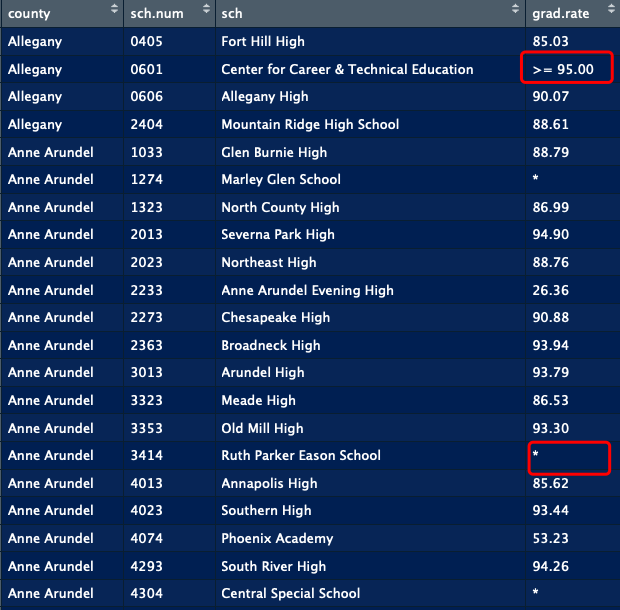 county sch.num sch grad.rate
Allegany 0405 Fort Hill High 85.03
Allegany 0601 Center for Career & Technical Education >= 95.00
Allegany 0606 Allegany High 90.07
Allegany 2404 Mountain Ridge High School 88.61
Anne Arundel 1033 Glen Burnie High 88.79
Anne Arundel 1274 Marley Glen School *
Anne Arundel 1323 North County High 86.99
Anne Arundel 2013 Severna Park High 94.90
Anne Arundel 2023 Northeast High 88.76
Anne Arundel 2233 Anne Arundel Evening High 26.36
Anne Arundel 2273 Chesapeake High 90.88
Anne Arundel 2363 Broadneck High 93.94
Anne Arundel 3013 Arundel High 93.79
Anne Arundel 3323 Meade High 86.53
Anne Arundel 3353 Old Mill High 93.30
Anne Arundel 3414 Ruth Parker Eason School *
Anne Arundel 4013 Annapolis High 85.62
Anne Arundel 4023 Southern High 93.44
Anne Arundel 4074 Phoenix Academy 53.23
Anne Arundel 4293 South River High 94.26
Anne Arundel 4304 Central Special School *